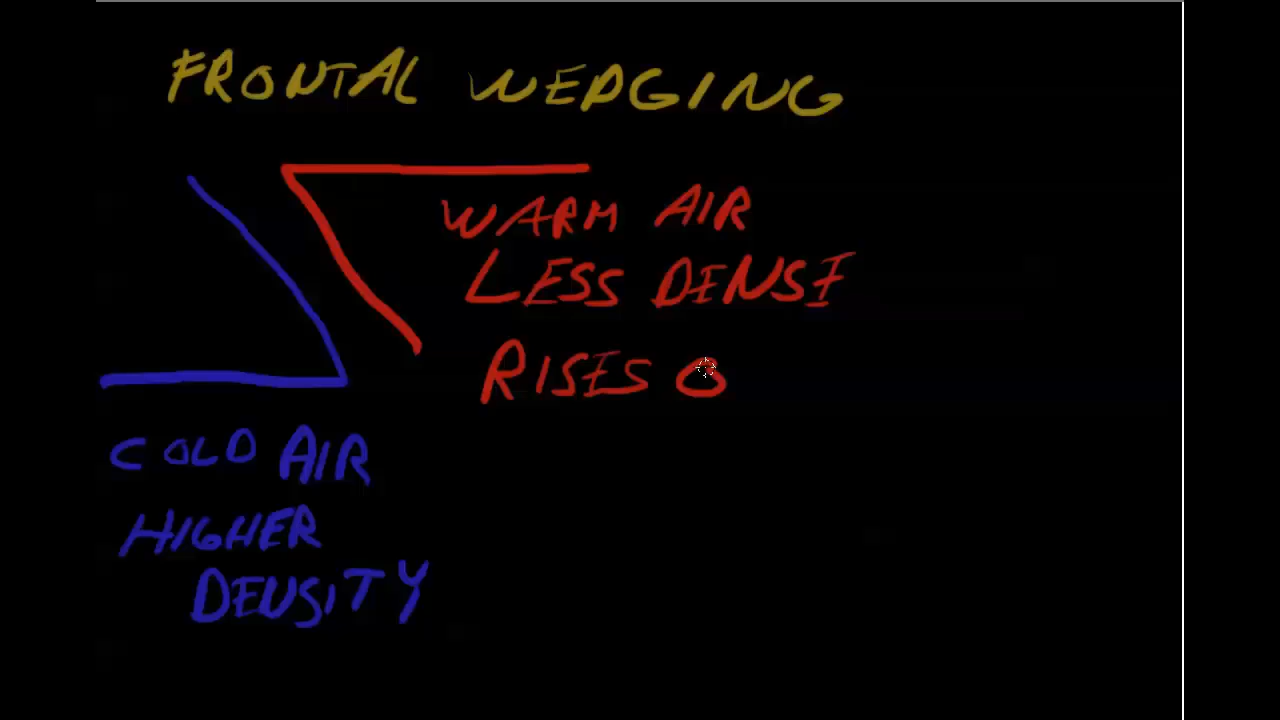 FRONTAL WEDGING
WARM AIR
LESS DENSE
RISES O
COLD AIR
HIGHER
DENSITY